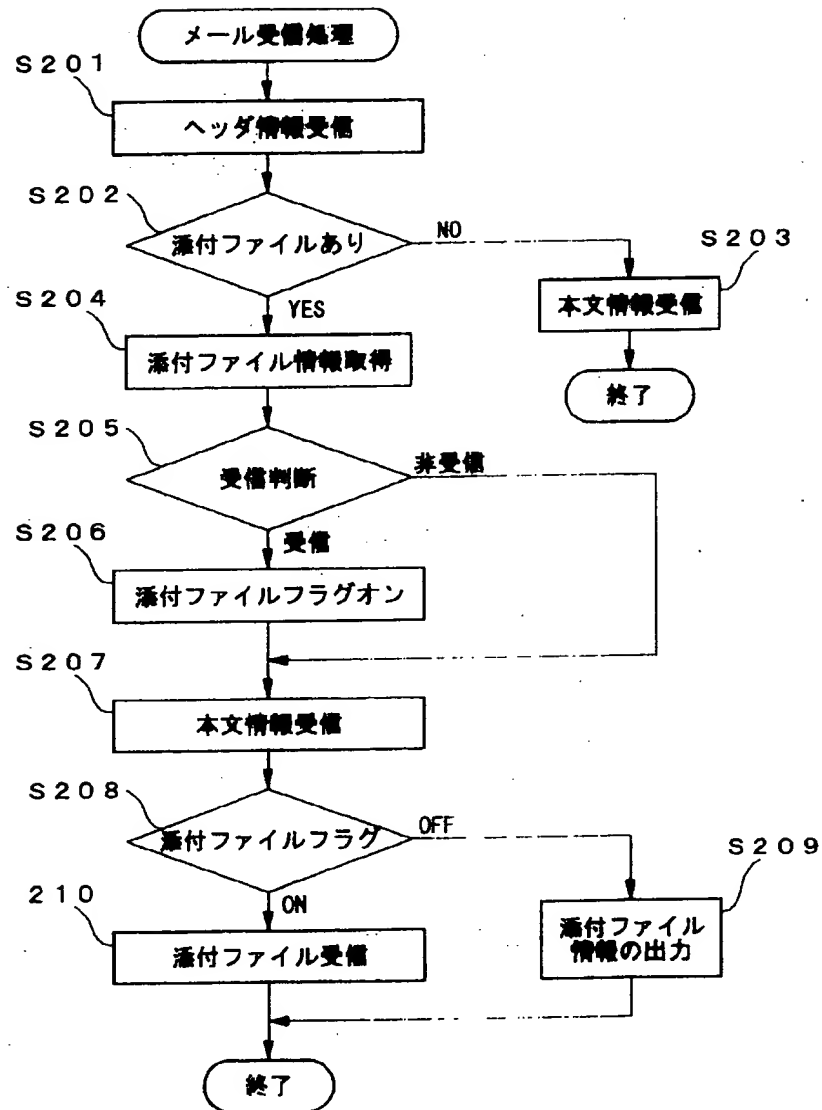 メール受信処理
S201
ヘッダ情報受信
S202
添付ファイルあり
NO
S203
本文情報受信
終了
YES
S204
添付ファイル情報取得
S205
受信判断
非受信
受信
S206
添付ファイルフラグオン
S207
本文情報受信
S208
添付ファイルフラグ
OFF
S209
添付ファイル
情報の出力
ON
210
添付ファイル受信
終了